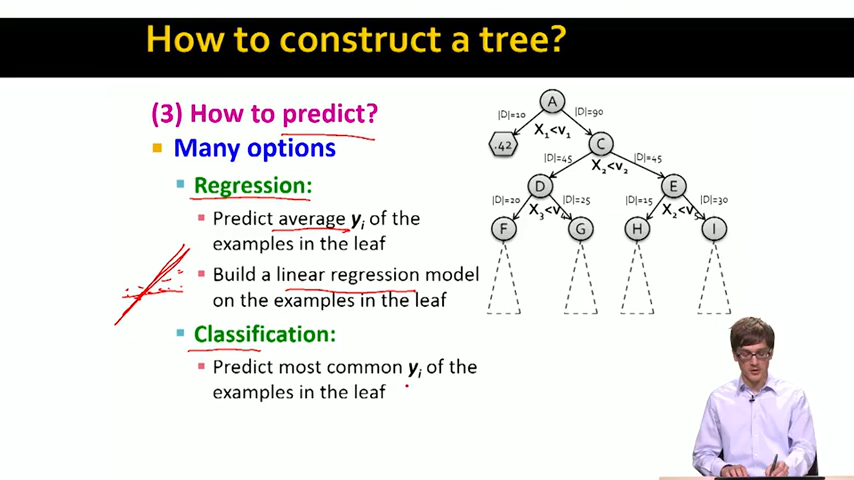 How to construct a tree?
(3) How to predict?
Many options
Regression:
Predict average yi of the
examples in the leaf
Build a linear regression model
on the examples in the leaf
Classification:
Predict most common yi of the
examples in the leaf
A
|D|=10
|D|=90
X1<v1
.42
C
|D|=45
X2<v2
|D|=45
D
E
|D|=20
X3<v4
|D|=25
|D|=15
X2<v5
|D|=30
F
G
H
I